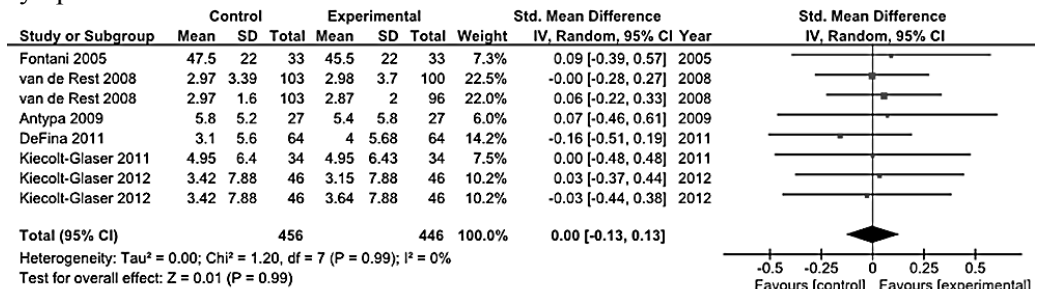 Control Experimental Std. Mean Difference Std. Mean Difference
Study or Subgroup Mean SD Total Mean SD Total Weight IV, Random, 95% CI Year IV, Random, 95% CI
Fontani 2005 47.5 22 33 45.5 22 33 7.3% 0.09 [-0.39, 0.57] 2005
van de Rest 2008 2.97 3.39 103 2.98 3.7 100 22.5% -0.00 [-0.28, 0.27] 2008
van de Rest 2008 2.97 1.6 103 2.87 2 96 22.0% 0.06 [-0.22, 0.33] 2008
Antypa 2009 5.8 5.2 27 5.4 5.8 27 6.0% 0.07 [-0.46, 0.61] 2009
DeFina 2011 3.1 5.6 64 4 5.68 64 14.2% -0.16 [-0.51, 0.19] 2011
Kiecolt-Glaser 2011 4.95 6.4 34 4.95 6.43 34 7.5% 0.00 [-0.48, 0.48] 2011
Kiecolt-Glaser 2012 3.42 7.88 46 3.15 7.88 46 10.2% 0.03 [-0.37, 0.44] 2012
Kiecolt-Glaser 2012 3.42 7.88 46 3.64 7.88 46 10.2% -0.03 [-0.44, 0.38] 2012
Total (95% CI) 456 446 100.0% 0.00 [-0.13, 0.13]
Heterogeneity: Tau² = 0.00; Chi² = 1.20, df = 7 (P = 0.99); I² = 0%
Test for overall effect: Z = 0.01 (P = 0.99)
-0.5 -0.25 0 0.25 0.5
Favours [control] Favours [experimental]